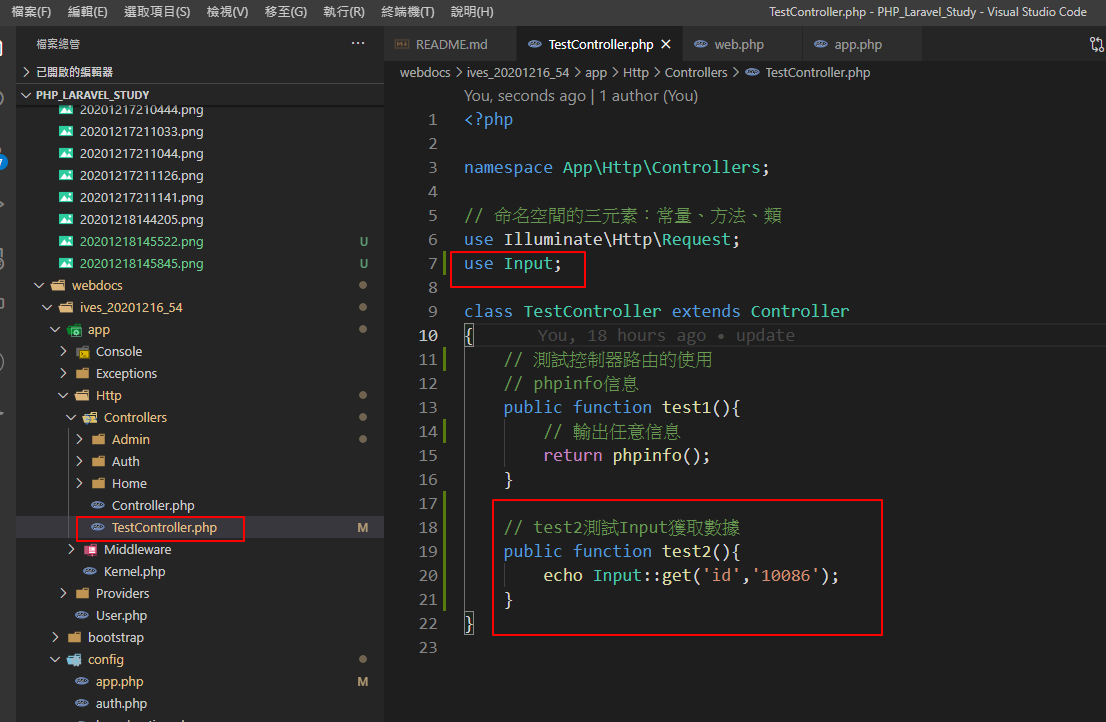 檔案(F) 編輯(E) 選取項目(S) 檢視(V) 移至(G) 執行(R) 終端機(T) 說明(H) TestController.php - PHP_Laravel_Study - Visual Studio Code
檔案總管 ···
已開啟的編輯器
PHP_LARAVEL_STUDY
20201217210444.png
20201217211033.png
20201217211044.png
20201217211126.png
20201217211141.png
20201218144205.png
20201218145522.png U
20201218145845.png U
webdocs
ives_20201216_54
app
Console
Exceptions
Http
Controllers
Admin
Auth
Home
Controller.php
TestController.php M
Middleware
Kernel.php
Providers
User.php
bootstrap
config
app.php M
auth.php
README.md TestController.php web.php app.php
webdocs > ives_20201216_54 > app > Http > Controllers > TestController.php
You, seconds ago | 1 author (You)
1 <?php
2
3 namespace App\Http\Controllers;
4
5 // 命名空間的三元素：常量、方法、類
6 use Illuminate\Http\Request;
7 use Input;
8
9 class TestController extends Controller
10 { You, 18 hours ago • update
11 // 測試控制器路由的使用
12 // phpinfo信息
13 public function test1(){
14 // 輸出任意信息
15 return phpinfo();
16 }
17
18 // test2測試Input獲取數據
19 public function test2(){
20 echo Input::get('id','10086');
21 }
22 }
23